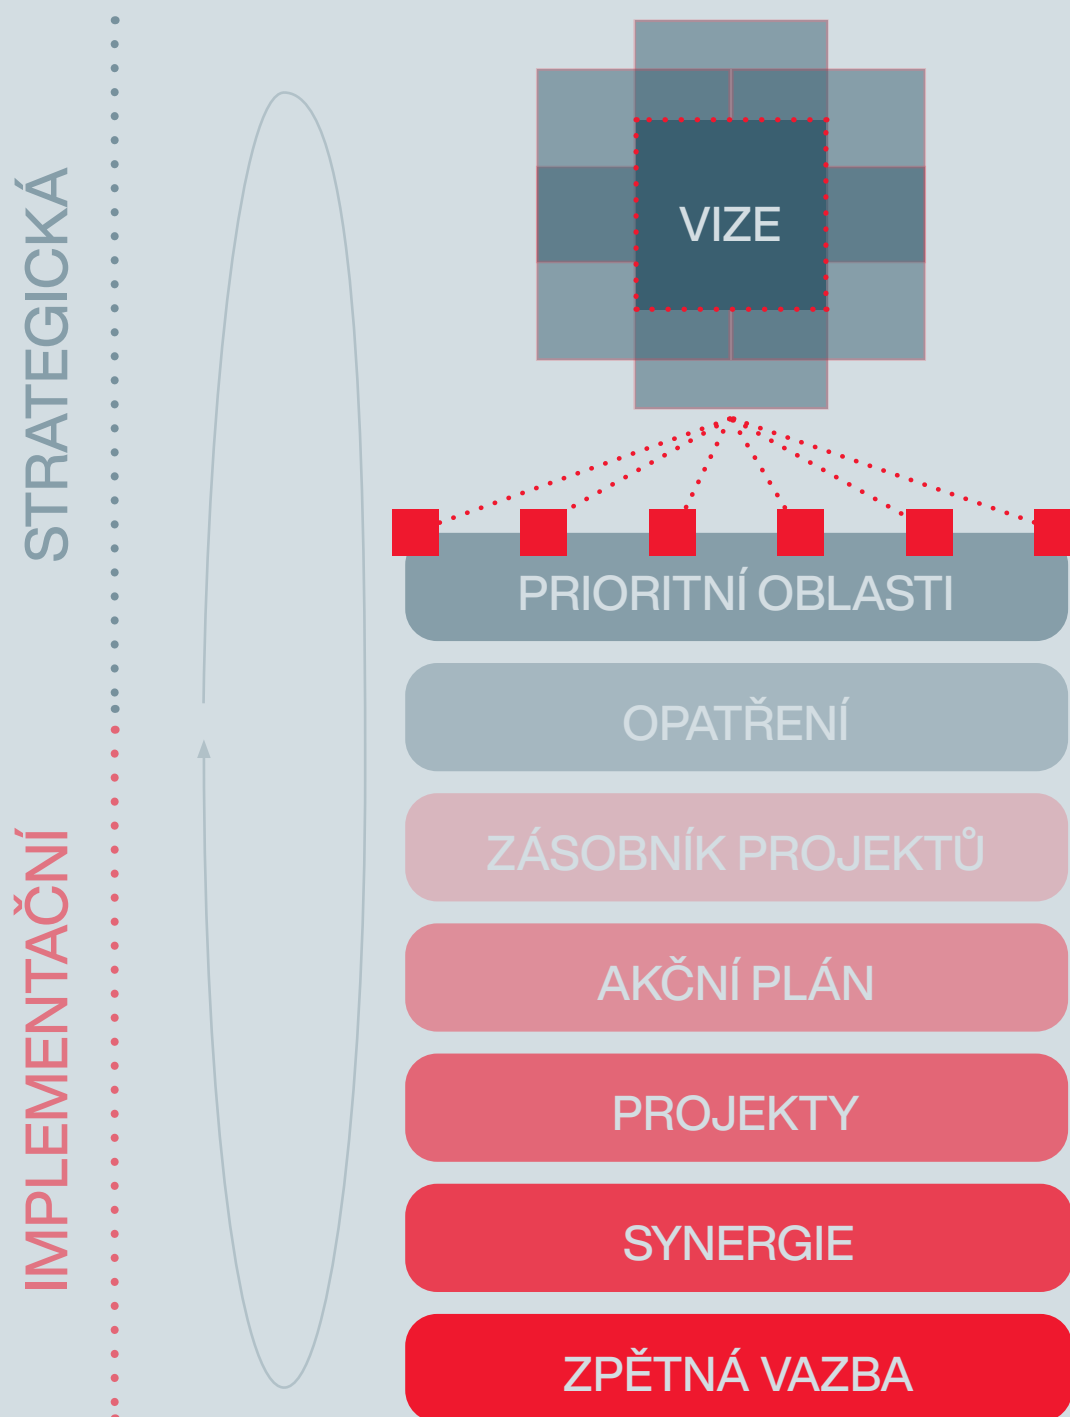 STRATEGICKÁ
VIZE
PRIORITNÍ OBLASTI
OPATŘENÍ
IMPLEMENTAČNÍ
ZÁSOBNÍK PROJEKTŮ
AKČNÍ PLÁN
PROJEKTY
SYNERGIE
ZPĚTNÁ VAZBA